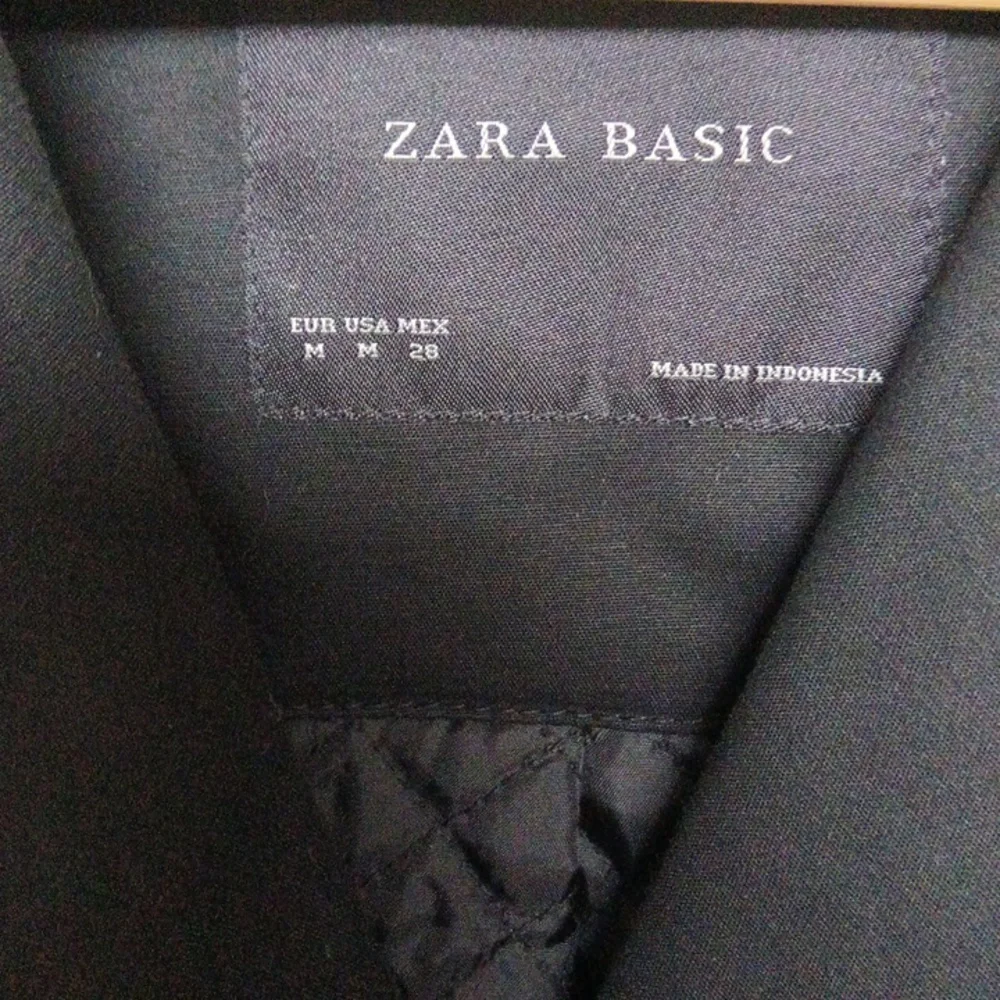 ZARA BASIC
EUR USA MEX
M M 28
MADE IN INDONESIA